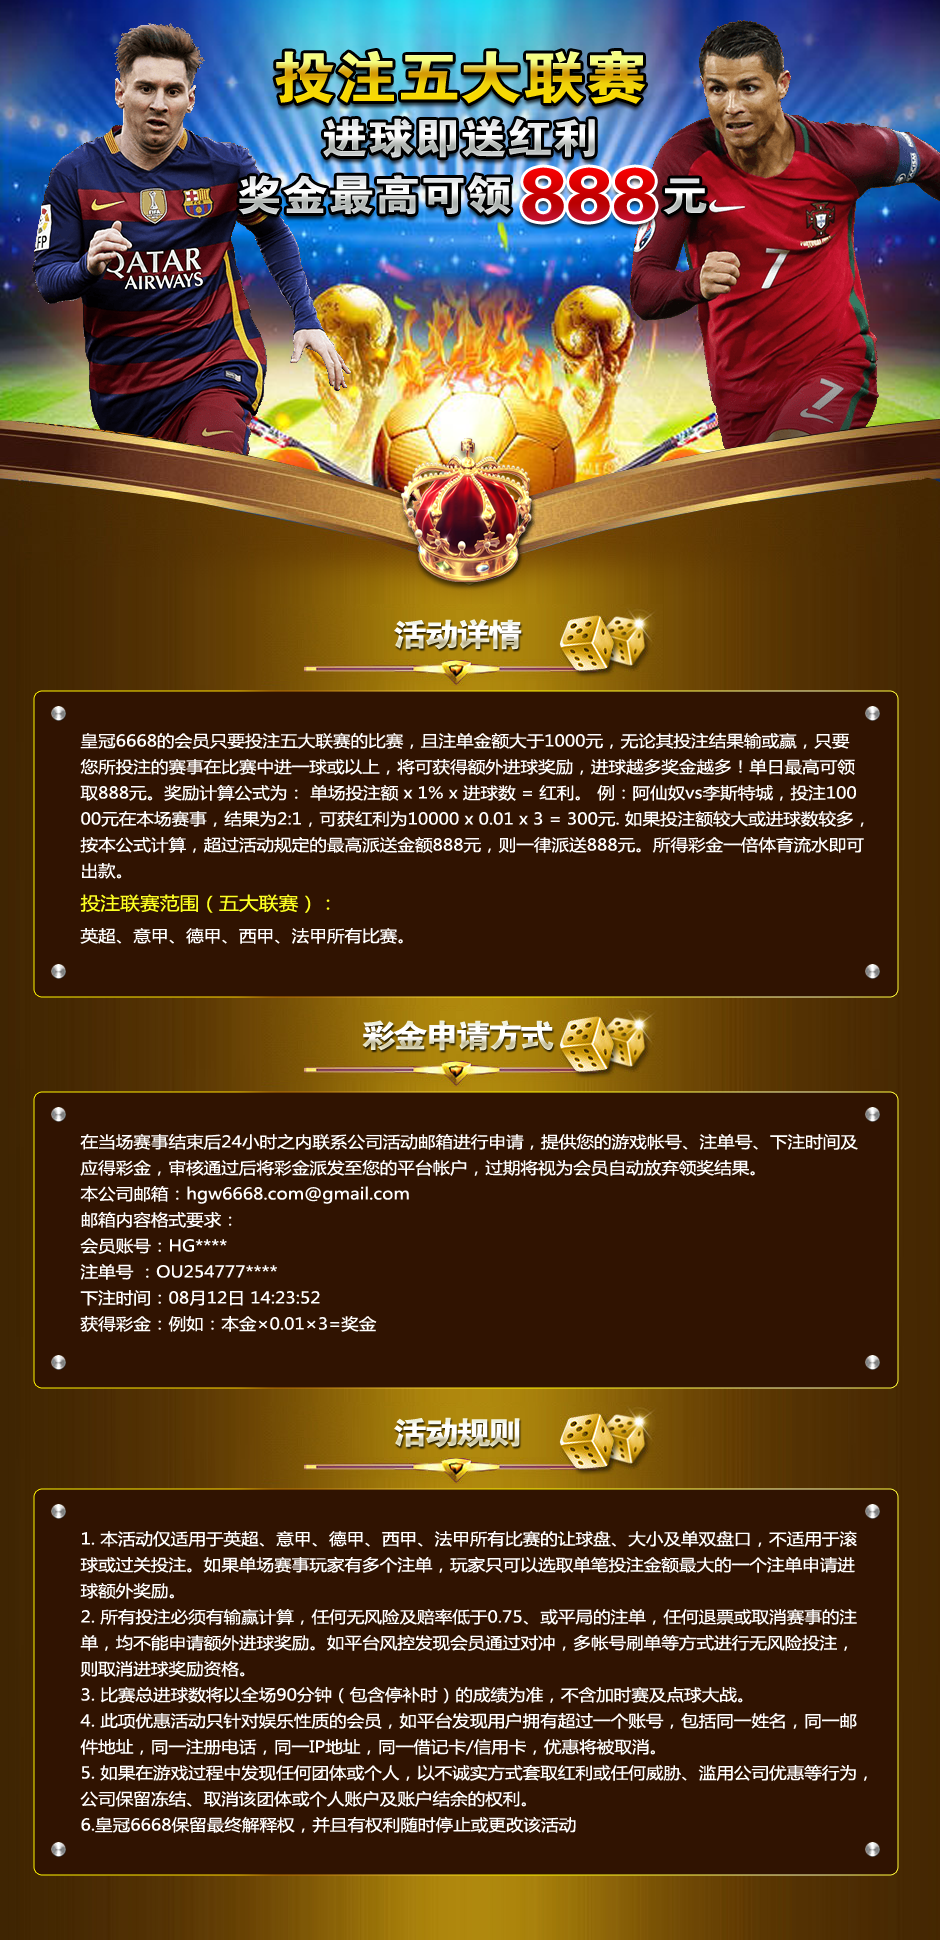 投注五大联赛
进球即送红利
奖金最高可领888元
QATAR
AIRWAYS
FP
7
7
活动详情
皇冠6668的会员只要投注五大联赛的比赛，且注单金额大于1000元，无论其投注结果输或赢，只要
您所投注的赛事在比赛中进一球或以上，将可获得额外进球奖励，进球越多奖金越多！单日最高可领
取888元。奖励计算公式为： 单场投注额 x 1% x 进球数 = 红利。 例：阿仙奴vs李斯特城，投注100
00元在本场赛事，结果为2:1，可获红利为10000 x 0.01 x 3 = 300元. 如果投注额较大或进球数较多，
按本公式计算，超过活动规定的最高派送金额888元，则一律派送888元。所得彩金一倍体育流水即可
出款。
投注联赛范围（五大联赛）：
英超、意甲、德甲、西甲、法甲所有比赛。
彩金申请方式
在当场赛事结束后24小时之内联系公司活动邮箱进行申请，提供您的游戏帐号、注单号、下注时间及
应得彩金，审核通过后将彩金派发至您的平台帐户，过期将视为会员自动放弃领奖结果。
本公司邮箱：hgw6668.com@gmail.com
邮箱内容格式要求：
会员账号：HG****
注单号 ：OU254777****
下注时间：08月12日 14:23:52
获得彩金：例如：本金×0.01×3=奖金
活动规则
1. 本活动仅适用于英超、意甲、德甲、西甲、法甲所有比赛的让球盘、大小及单双盘口，不适用于滚
球或过关投注。如果单场赛事玩家有多个注单，玩家只可以选取单笔投注金额最大的一个注单申请进
球额外奖励。
2. 所有投注必须有输赢计算，任何无风险及赔率低于0.75、或平局的注单，任何退票或取消赛事的注
单，均不能申请额外进球奖励。如平台风控发现会员通过对冲，多帐号刷单等方式进行无风险投注，
则取消进球奖励资格。
3. 比赛总进球数将以全场90分钟（包含停补时）的成绩为准，不含加时赛及点球大战。
4. 此项优惠活动只针对娱乐性质的会员，如平台发现用户拥有超过一个账号，包括同一姓名，同一邮
件地址，同一注册电话，同一IP地址，同一借记卡/信用卡，优惠将被取消。
5. 如果在游戏过程中发现任何团体或个人，以不诚实方式套取红利或任何威胁、滥用公司优惠等行为，
公司保留冻结、取消该团体或个人账户及账户结余的权利。
6.皇冠6668保留最终解释权，并且有权利随时停止或更改该活动